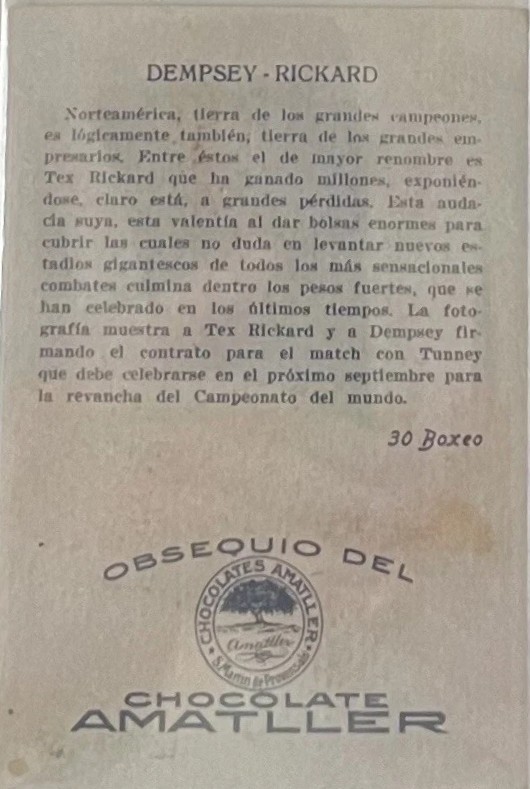 DEMPSEY - RICKARD
Norteamérica, tierra de los grandes campeones,
es lógicamente también, tierra de los grandes em-
presarios. Entre éstos el de mayor renombre es
Tex Rickard que ha ganado millones, exponién-
dose, claro está, a grandes pérdidas. Esta auda-
cia suya, esta valentía al dar bolsas enormes para
cubrir las cuales no duda en levantar nuevos es-
tadios gigantescos de todos los más sensacionales
combates culmina dentro los pesos fuertes, que se
han celebrado en los últimos tiempos. La foto-
grafía muestra a Tex Rickard y a Dempsey fir-
mando el contrato para el match con Tunney
que debe celebrarse en el próximo septiembre para
la revancha del Campeonato del mundo.
30 Boxeo
OBSEQUIO DEL
CHOCOLATES AMATLLER
Amatller
S. Martín de Provensals
CHOCOLATE
AMATLLER